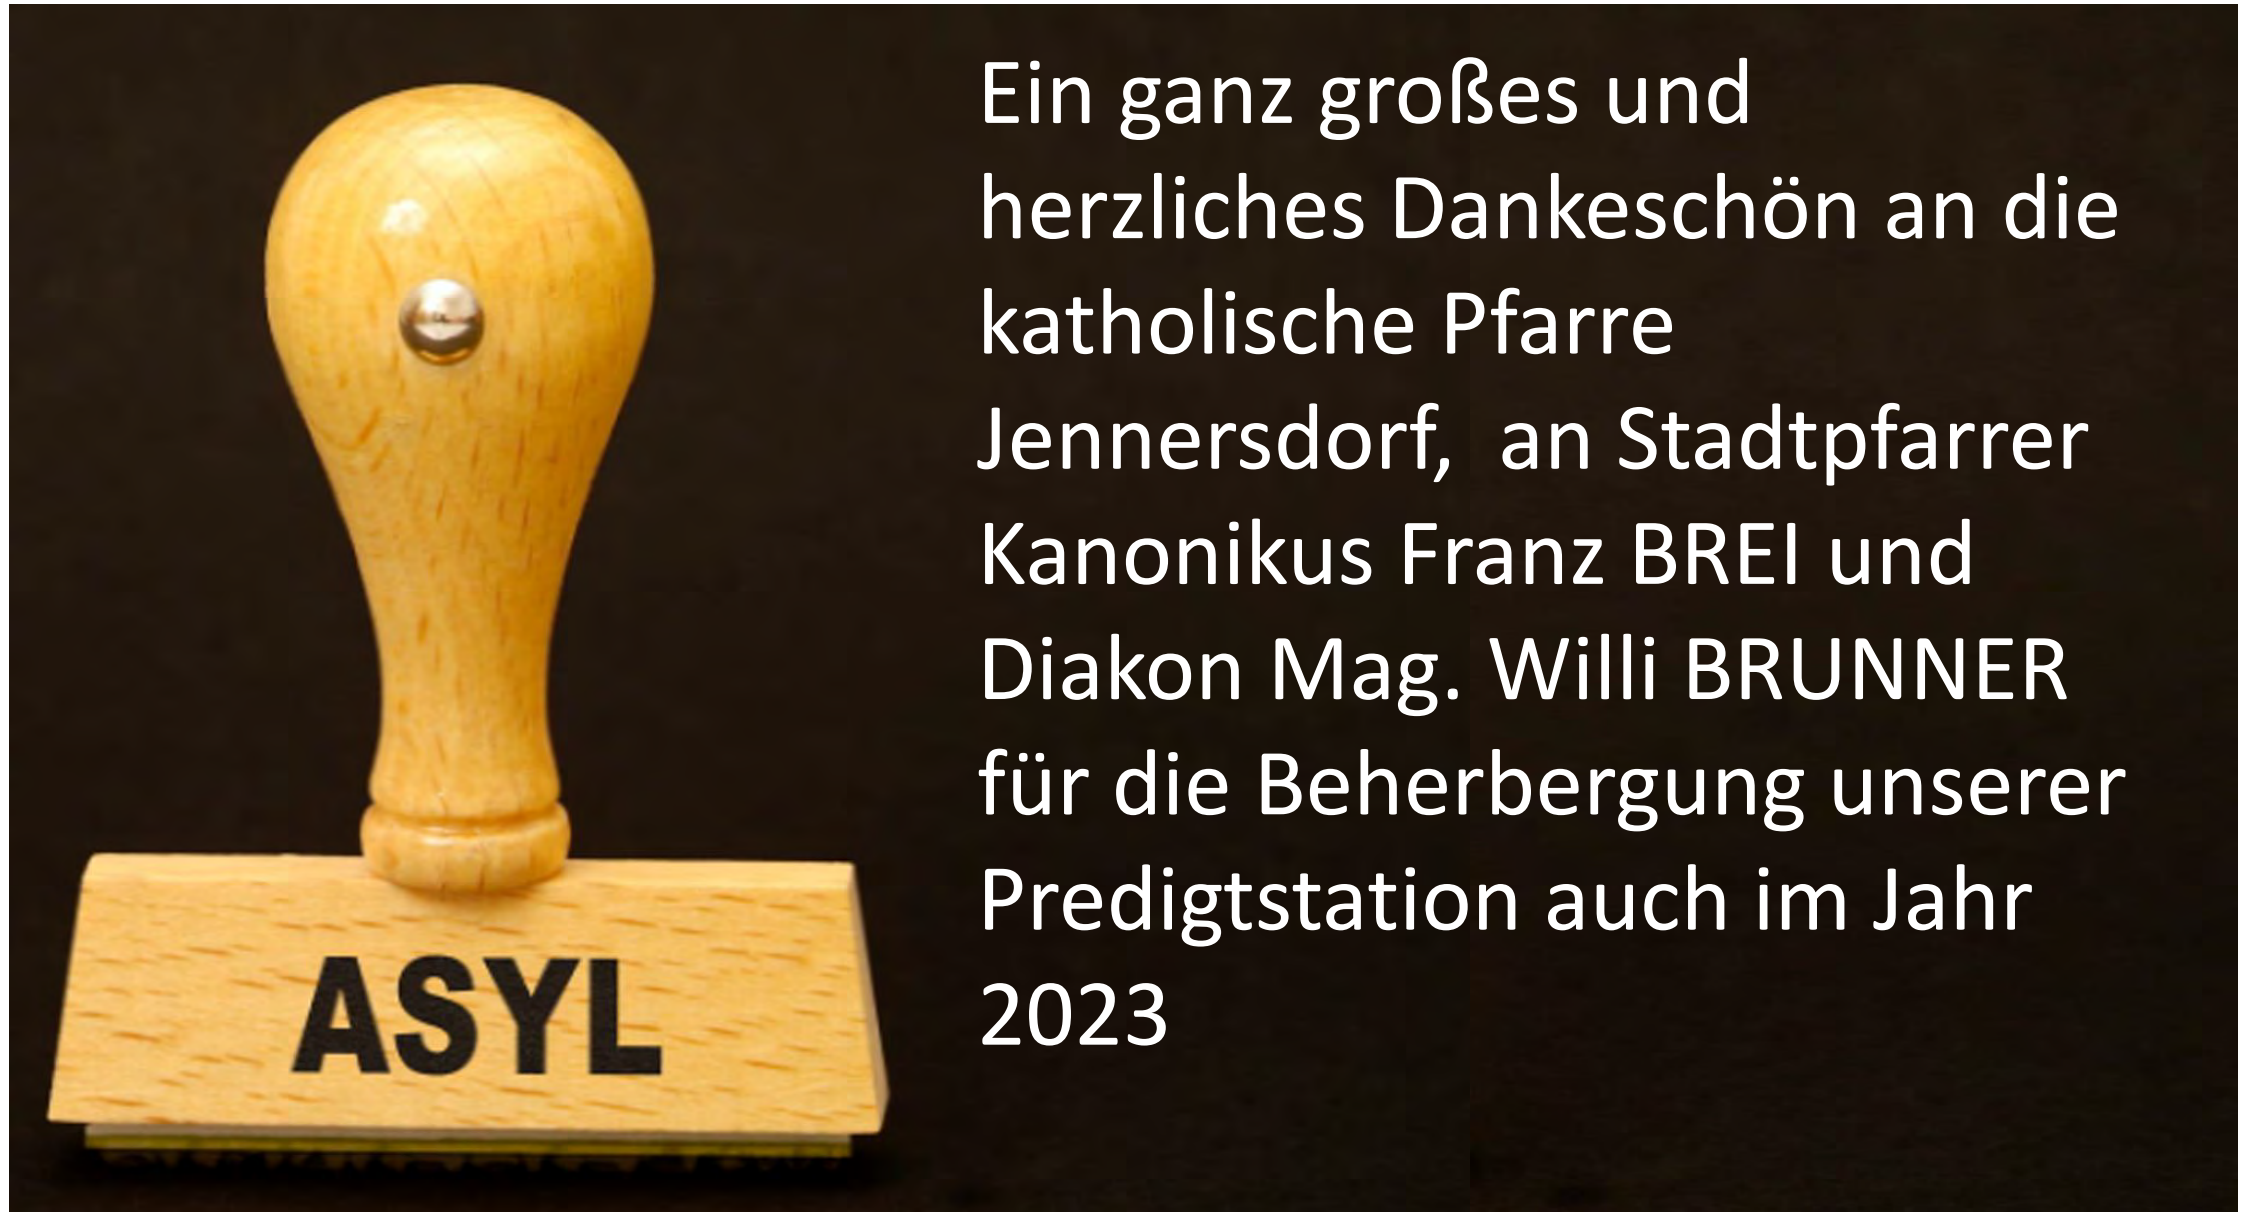 Ein ganz großes und
herzliches Dankeschön an die
katholische Pfarre
Jennersdorf,  an Stadtpfarrer
Kanonikus Franz BREI und
Diakon Mag. Willi BRUNNER
für die Beherbergung unserer
Predigtstation auch im Jahr
2023
ASYL